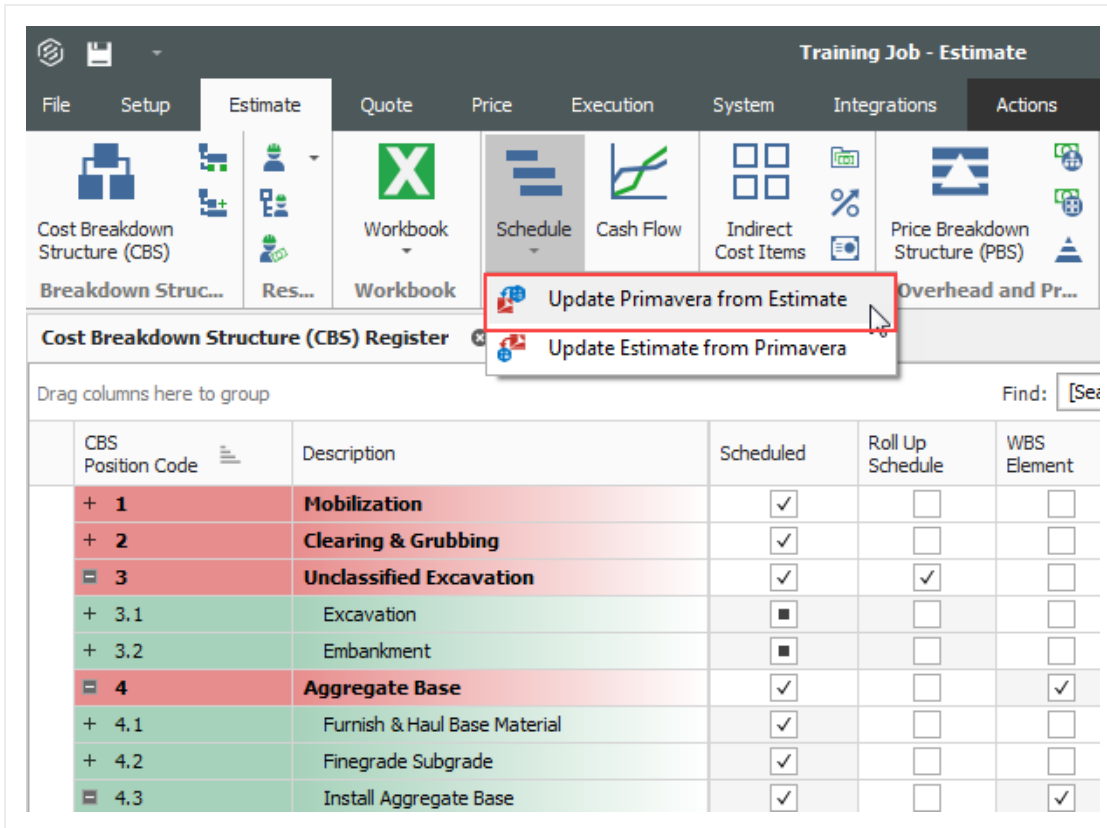 Training Job - Estimate
File Setup Estimate Quote Price Execution System Integrations Actions
Cost Breakdown
Structure (CBS)
Workbook
Schedule
Cash Flow
Indirect
Cost Items
Price Breakdown
Structure (PBS)
Breakdown Struc... Res... Workbook Overhead and Pr...
Update Primavera from Estimate
Update Estimate from Primavera
Cost Breakdown Structure (CBS) Register
Drag columns here to group Find: [Sea
CBS
Position Code
Description
Scheduled
Roll Up
Schedule
WBS
Element
+ 1 Mobilization
+ 2 Clearing & Grubbing
3 Unclassified Excavation
+ 3.1 Excavation
+ 3.2 Embankment
4 Aggregate Base
+ 4.1 Furnish & Haul Base Material
+ 4.2 Finegrade Subgrade
4.3 Install Aggregate Base